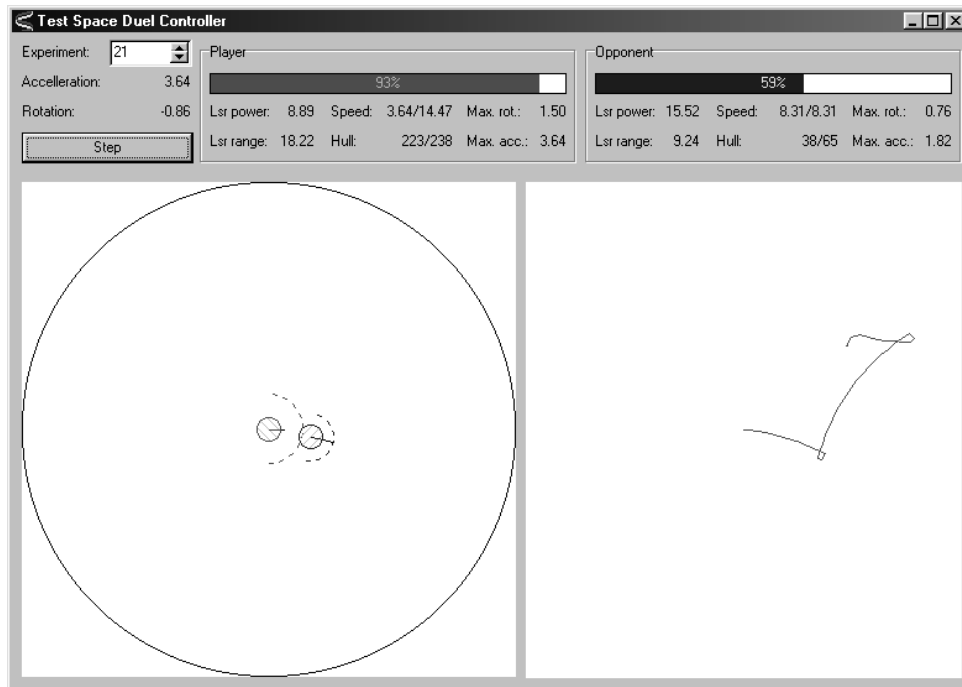 Test Space Duel Controller
Experiment: 21
Accelleration: 3.64
Rotation: -0.86
Step
Player
93%
Lsr power: 8.89 Speed: 3.64/14.47 Max. rot.: 1.50
Lsr range: 18.22 Hull: 223/238 Max. acc.: 3.64
Opponent
59%
Lsr power: 15.52 Speed: 8.31/8.31 Max. rot.: 0.76
Lsr range: 9.24 Hull: 38/65 Max. acc.: 1.82